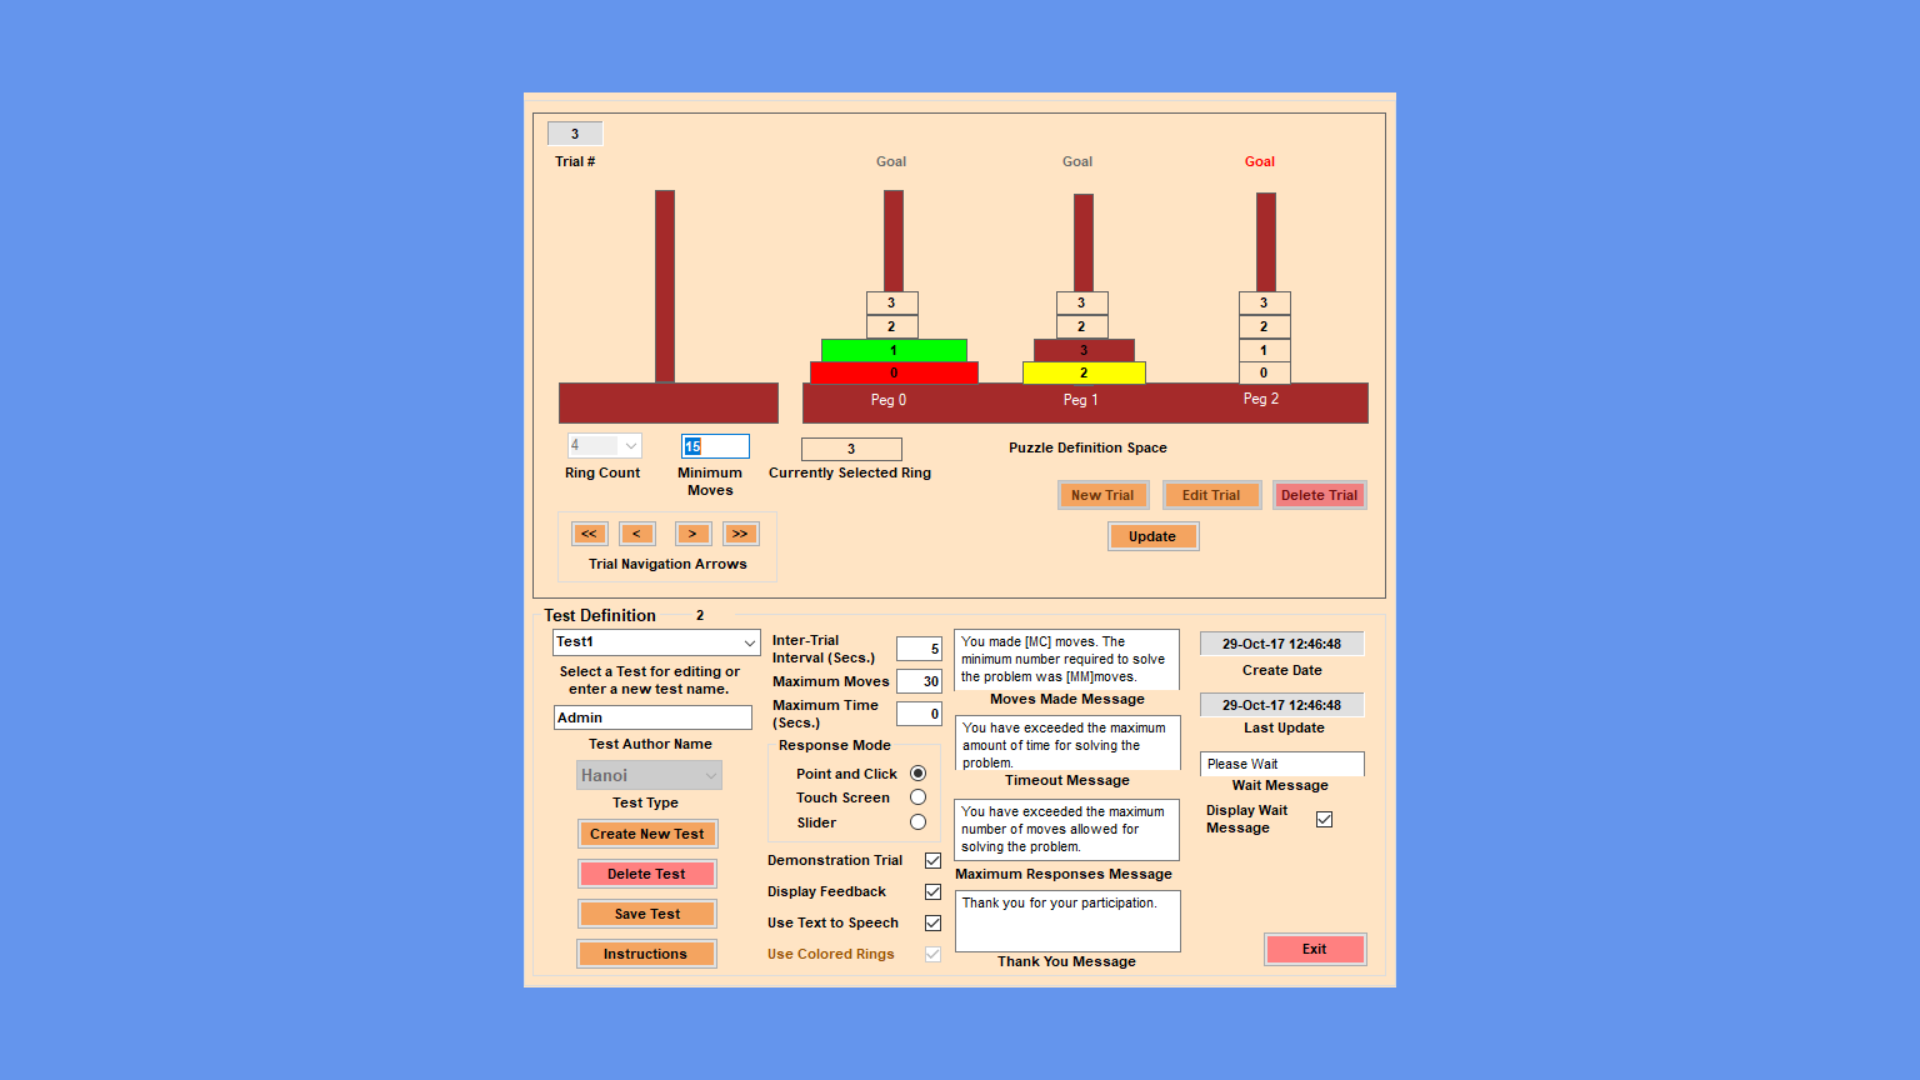 3
Trial #
Goal
Goal
Goal
3
3
3
2
2
2
1
3
1
0
2
0
Peg 0
Peg 1
Peg 2
4
15
3
Puzzle Definition Space
Ring Count
Minimum
Moves
Currently Selected Ring
New Trial
Edit Trial
Delete Trial
<<
<
>
>>
Update
Trial Navigation Arrows
Test Definition
2
Test1
Select a Test for editing or
enter a new test name.
Admin
Test Author Name
Hanoi
Test Type
Create New Test
Delete Test
Save Test
Instructions
Inter-Trial
Interval (Secs.)
5
Maximum Moves
30
Maximum Time
(Secs.)
0
Response Mode
Point and Click
Touch Screen
Slider
Demonstration Trial
Display Feedback
Use Text to Speech
Use Colored Rings
You made [MC] moves. The
minimum number required to solve
the problem was [MM]moves.
Moves Made Message
You have exceeded the maximum
amount of time for solving the
problem.
Timeout Message
You have exceeded the maximum
number of moves allowed for
solving the problem.
Maximum Responses Message
Thank you for your participation.
Thank You Message
29-Oct-17 12:46:48
Create Date
29-Oct-17 12:46:48
Last Update
Please Wait
Wait Message
Display Wait
Message
Exit